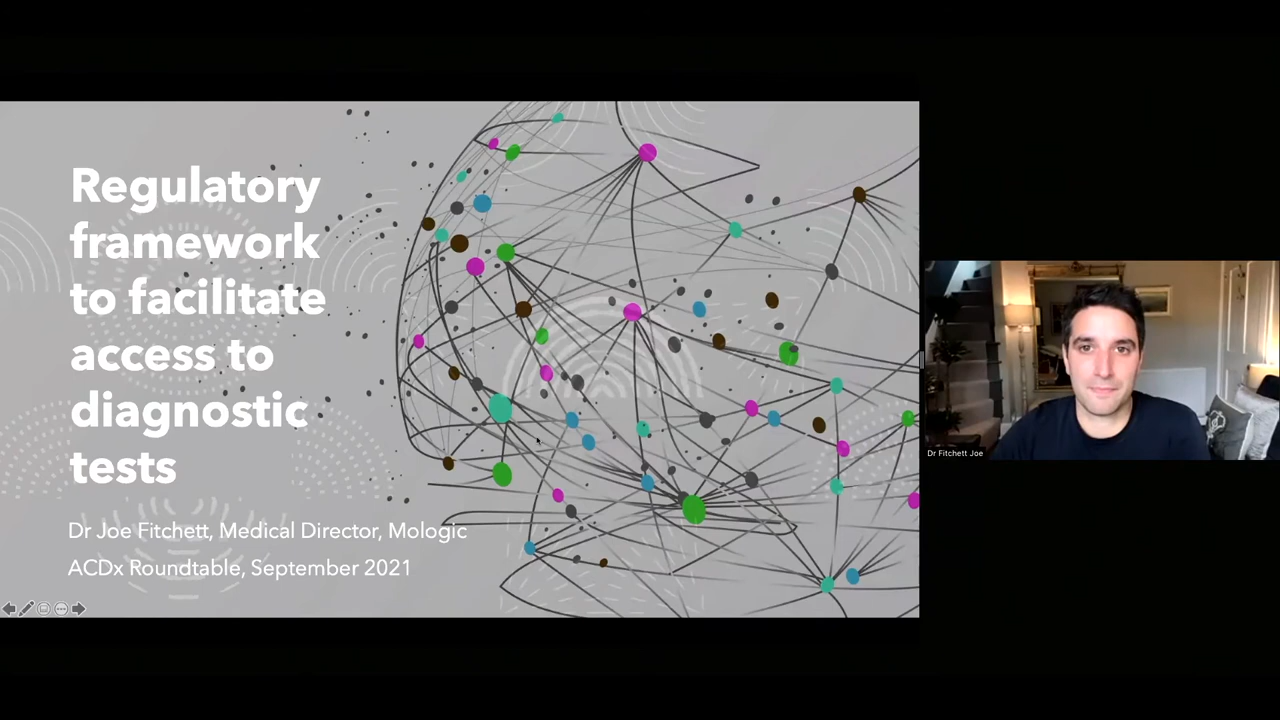 Regulatory
framework
to facilitate
access to
diagnostic
tests
Dr Joe Fitchett, Medical Director, Mologic
ACDx Roundtable, September 2021
Dr Fitchett Joe